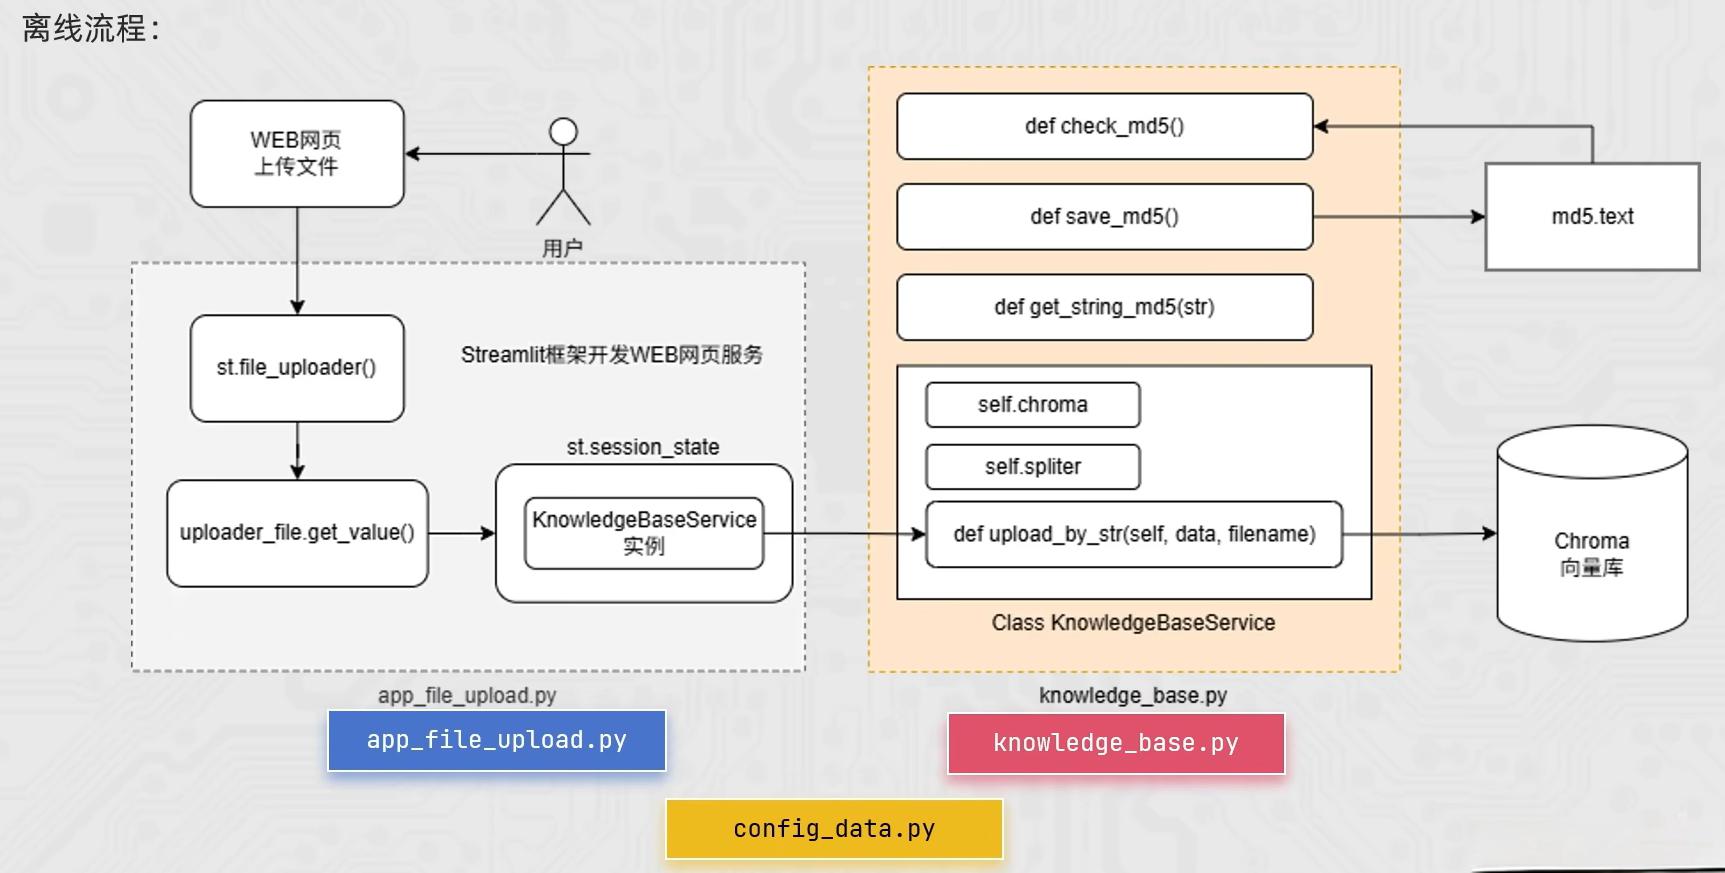 离线流程：
WEB网页
上传文件
用户
st.file_uploader()
Streamlit框架开发WEB网页服务
st.session_state
uploader_file.get_value()
KnowledgeBaseService
实例
app_file_upload.py
app_file_upload.py
def check_md5()
def save_md5()
def get_string_md5(str)
self.chroma
self.spliter
def upload_by_str(self, data, filename)
Class KnowledgeBaseService
knowledge_base.py
knowledge_base.py
md5.text
Chroma
向量库
config_data.py